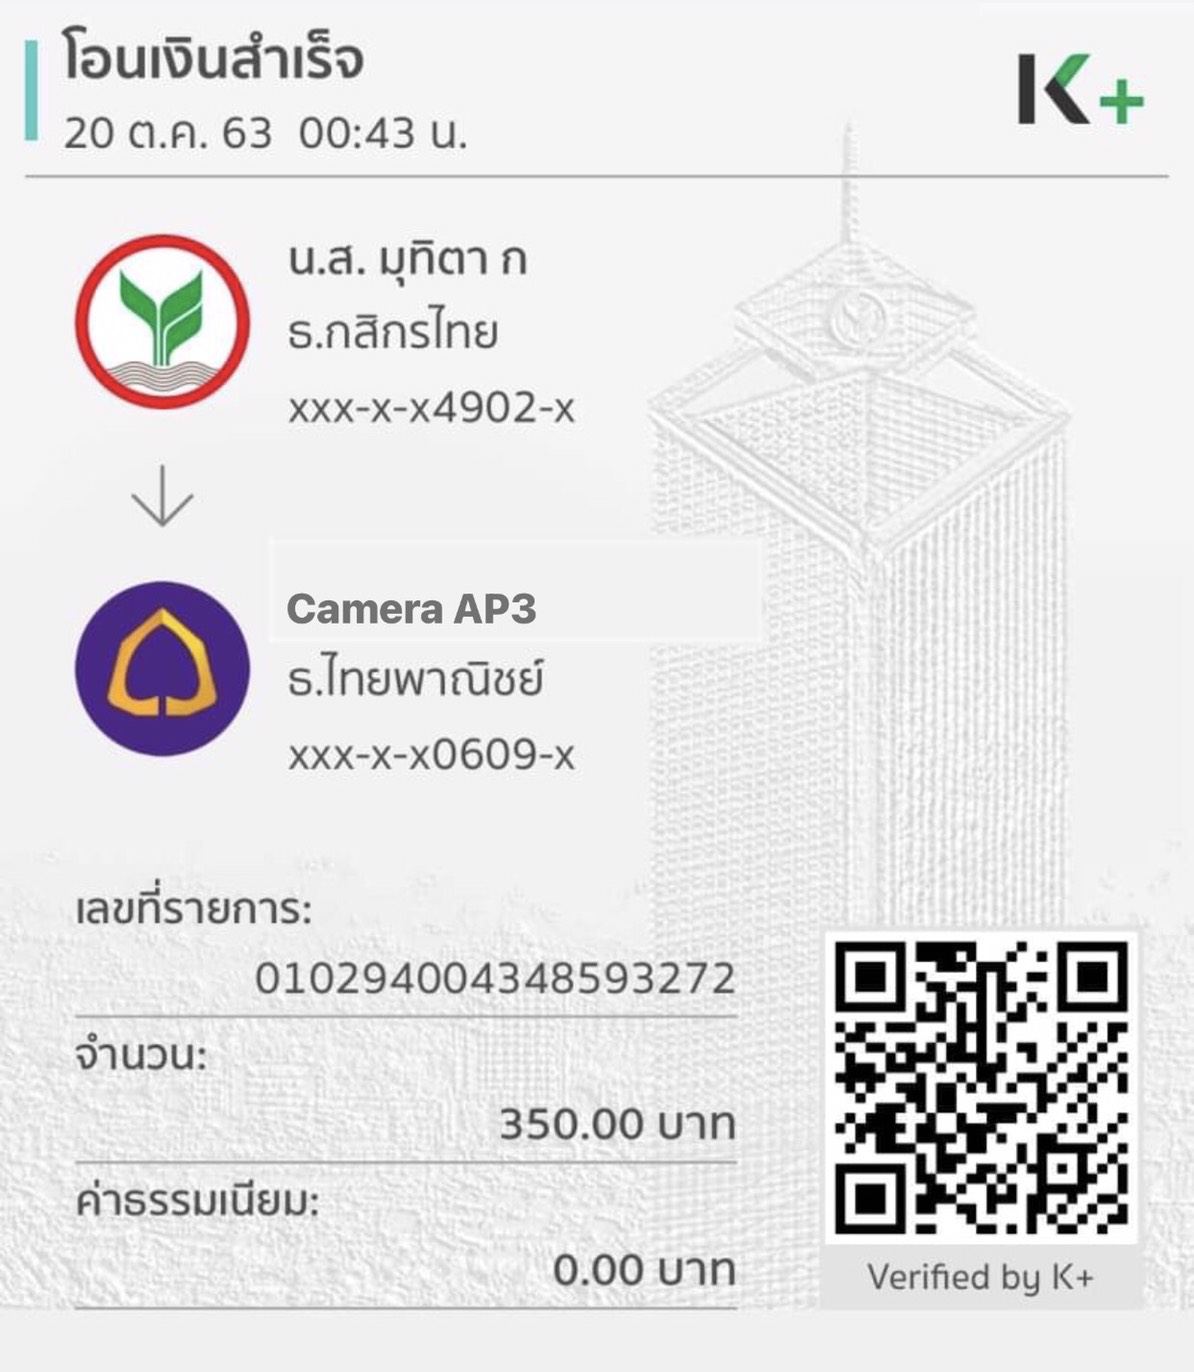 โอนเงินสำเร็จ
20 ต.ค. 63  00:43 น.
K+
น.ส. มุทิตา ก
ธ.กสิกรไทย
xxx-x-x4902-x
Camera AP3
ธ.ไทยพาณิชย์
xxx-x-x0609-x
เลขที่รายการ:
010294004348593272
จำนวน:
350.00 บาท
ค่าธรรมเนียม:
0.00 บาท
Verified by K+